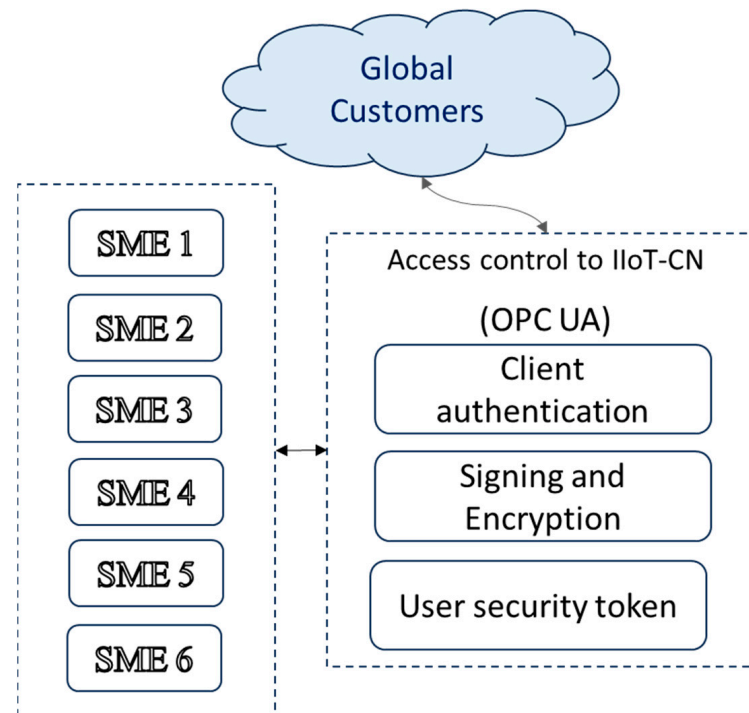 Global
Customers
SME 1
SME 2
SME 3
SME 4
SME 5
SME 6
Access control to IIoT-CN
(OPC UA)
Client
authentication
Signing and
Encryption
User security token